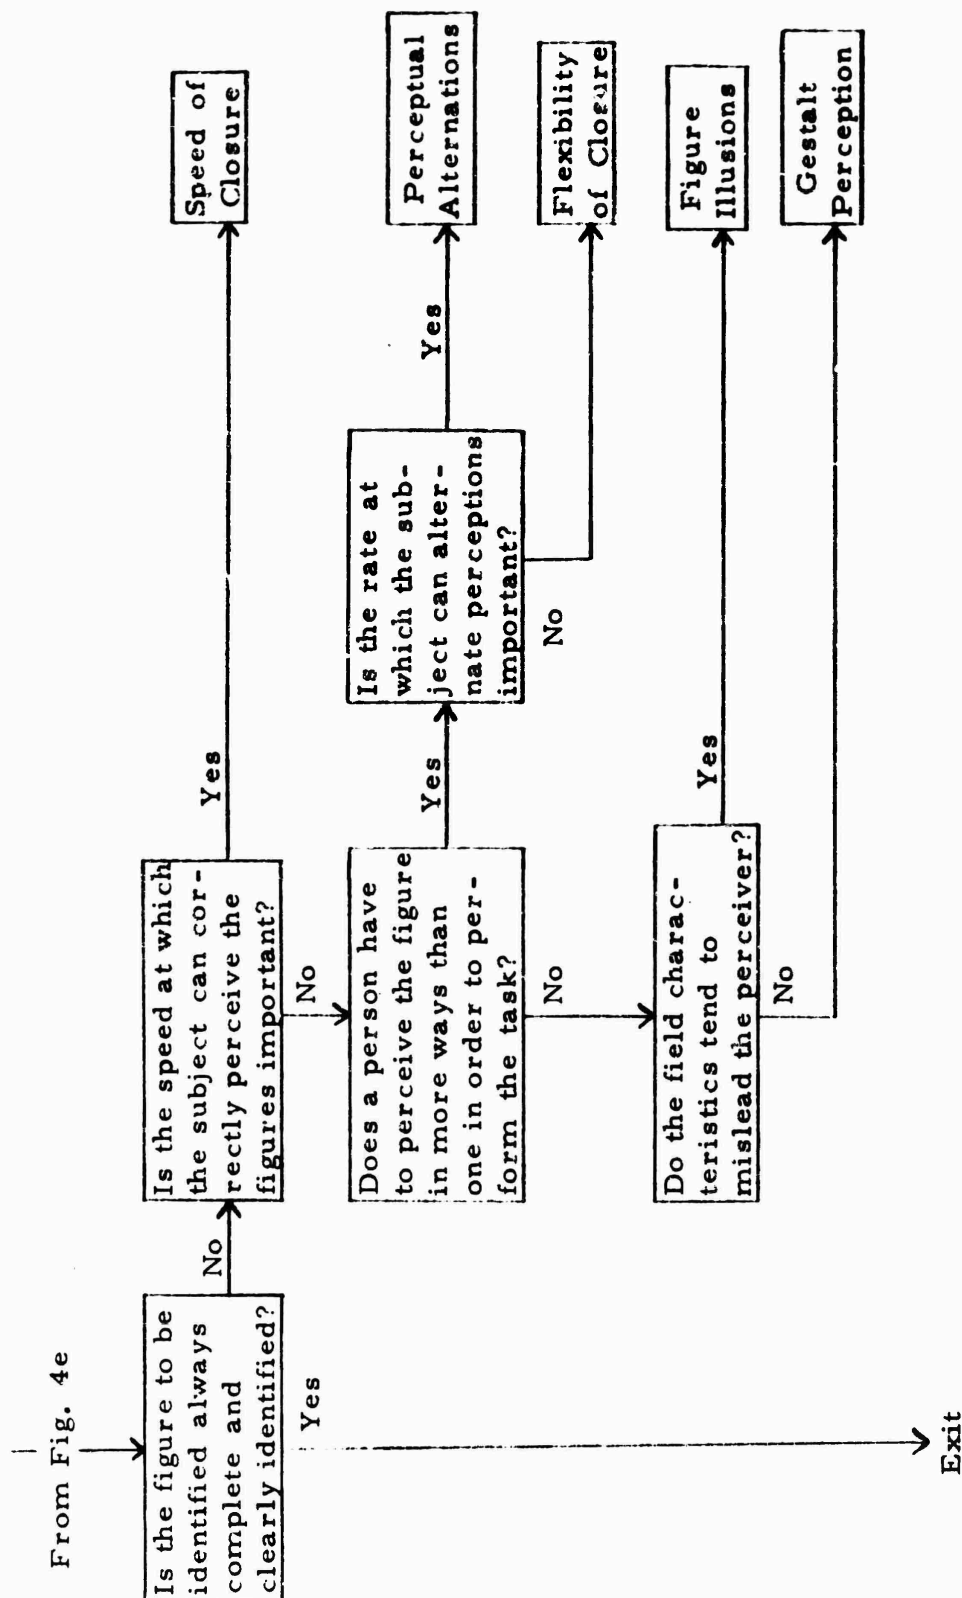 From Fig. 4e
Is the figure to be
identified always
complete and
clearly identified?
Yes
Exit
No
Is the speed at which
the subject can cor-
rectly perceive the
figures important?
Yes
Speed of
Closure
No
Does a person have
to perceive the figure
in more ways than
one in order to per-
form the task?
Yes
Is the rate at
which the sub-
ject can alter-
nate perceptions
important?
Yes
Perceptual
Alternations
No
Flexibility
of Closure
No
Do the field charac-
teristics tend to
mislead the perceiver?
Yes
Figure
Illusions
No
Gestalt
Perception